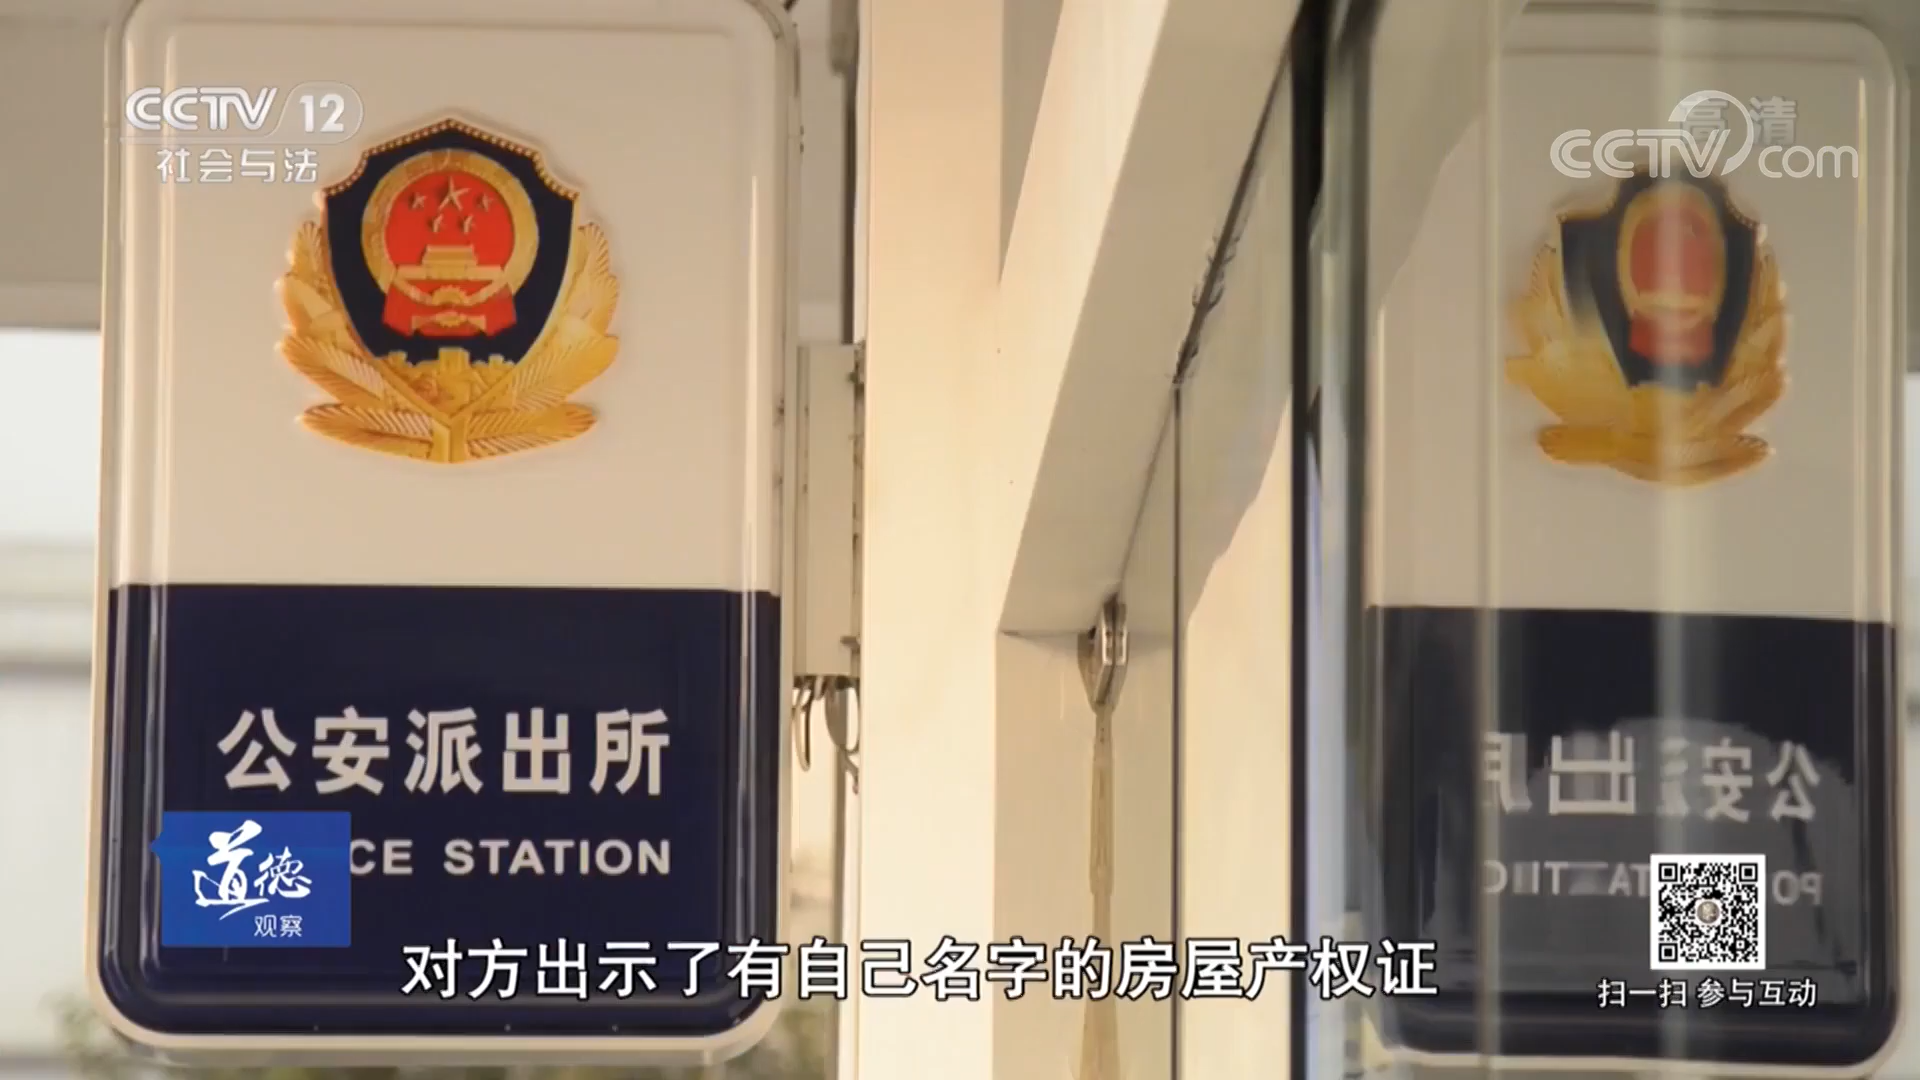 CCTV 12
社会与法
高清
CCTV com
公安派出所
CE STATION
道德
观察
对方出示了有自己名字的房屋产权证
扫一扫 参与互动